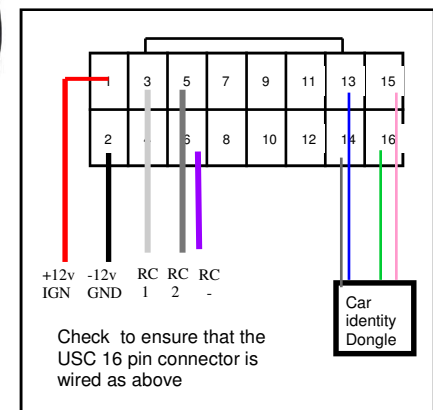 1 3 5 7 9 11 13 15
2 6 8 10 12 14 16
+12v -12v RC RC RC
IGN GND 1 2 -
Car
identity
Dongle
Check to ensure that the
USC 16 pin connector is
wired as above